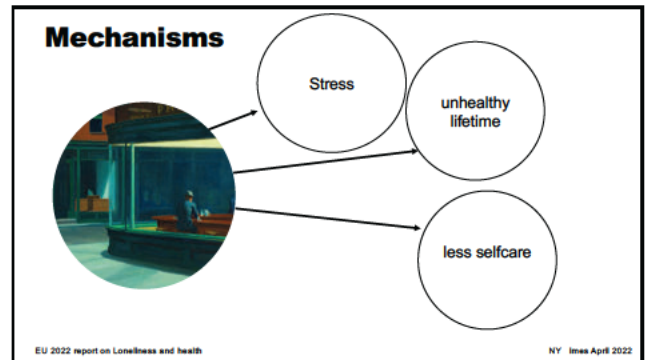 Mechanisms
Stress
unhealthy
lifetime
less selfcare
EU 2022 report on Loneliness and health
NY imes April 2022